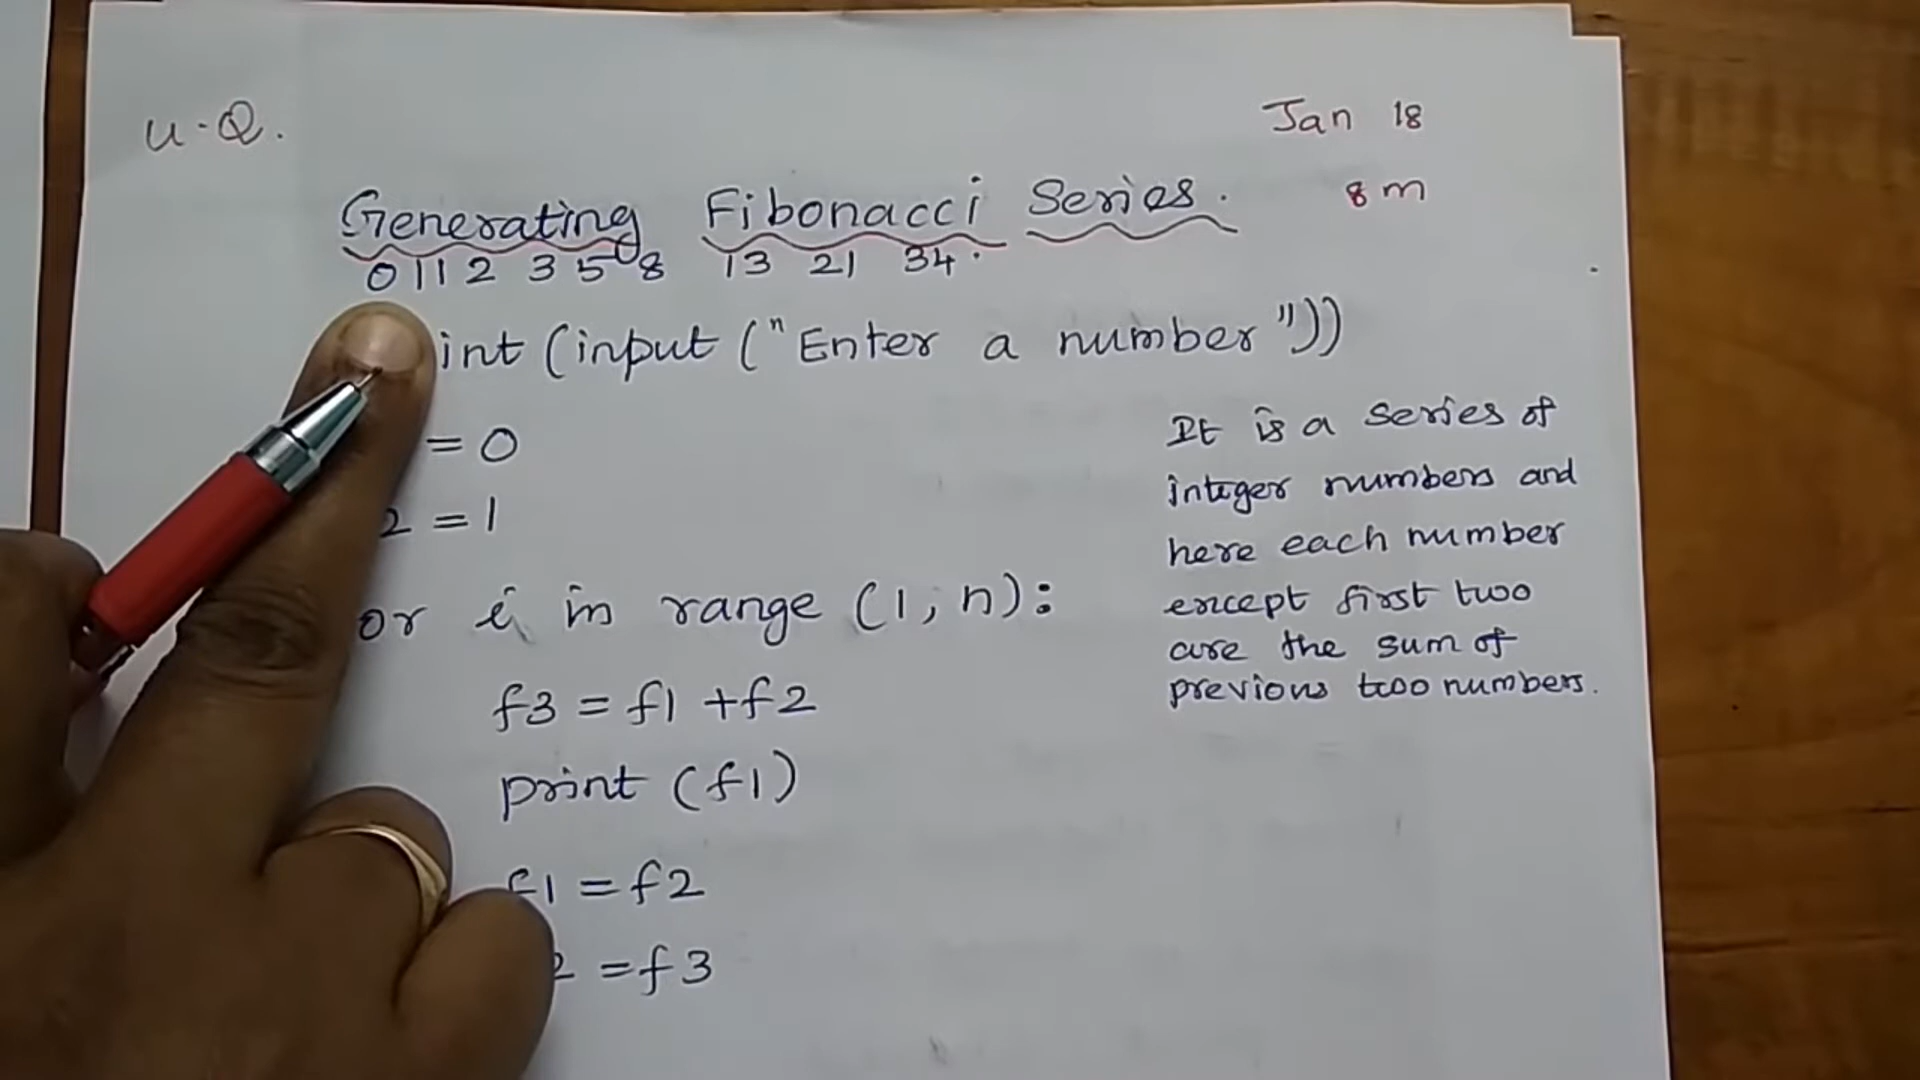 U.Q.
Jan 18
8 m
Generating Fibonacci Series.
0 1 1 2 3 5 8 13 21 34.
int (input ("Enter a number"))
= 0
2 = 1
or i in range (1, n):
f3 = f1 + f2
print (f1)
f1 = f2
2 = f3
It is a series of
integer numbers and
here each number
except first two
are the sum of
previous two numbers.